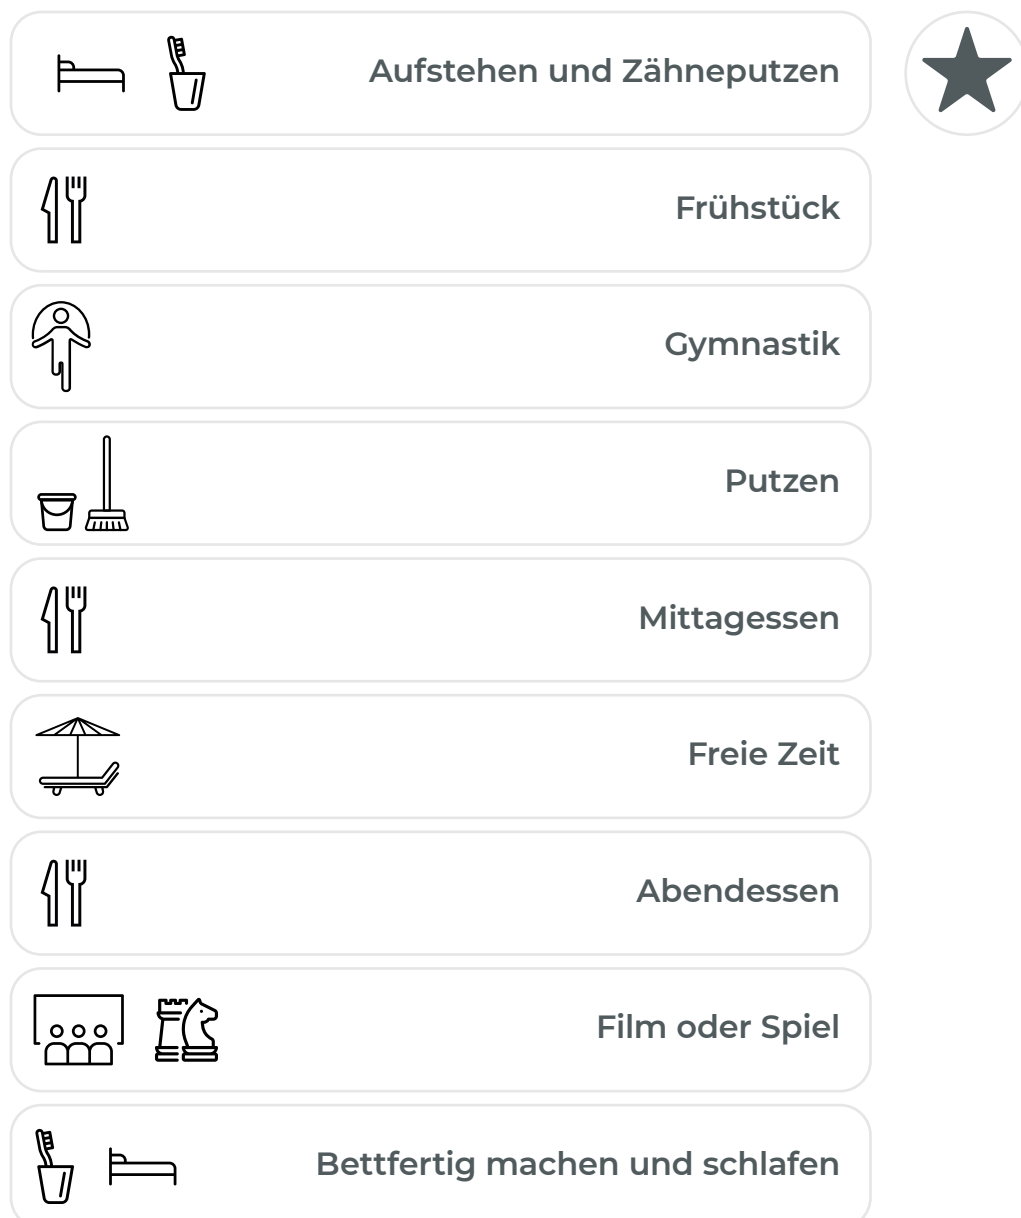 Aufstehen und Zähneputzen
Frühstück
Gymnastik
Putzen
Mittagessen
Freie Zeit
Abendessen
Film oder Spiel
Bettfertig machen und schlafen